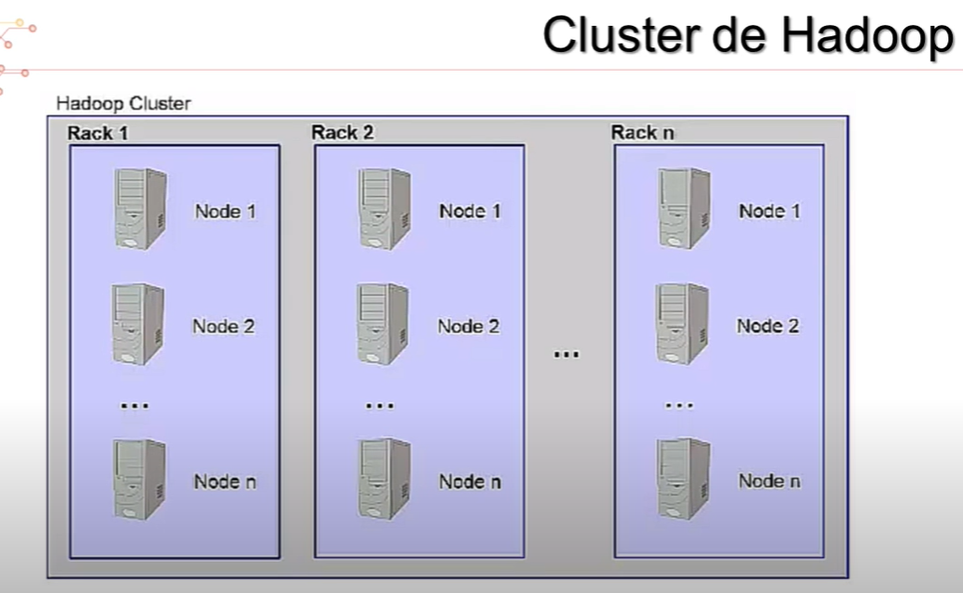 Cluster de Hadoop
Hadoop Cluster
Rack 1
Node 1
Node 2
...
Node n
Rack 2
Node 1
Node 2
...
Node n
...
Rack n
Node 1
Node 2
...
Node n